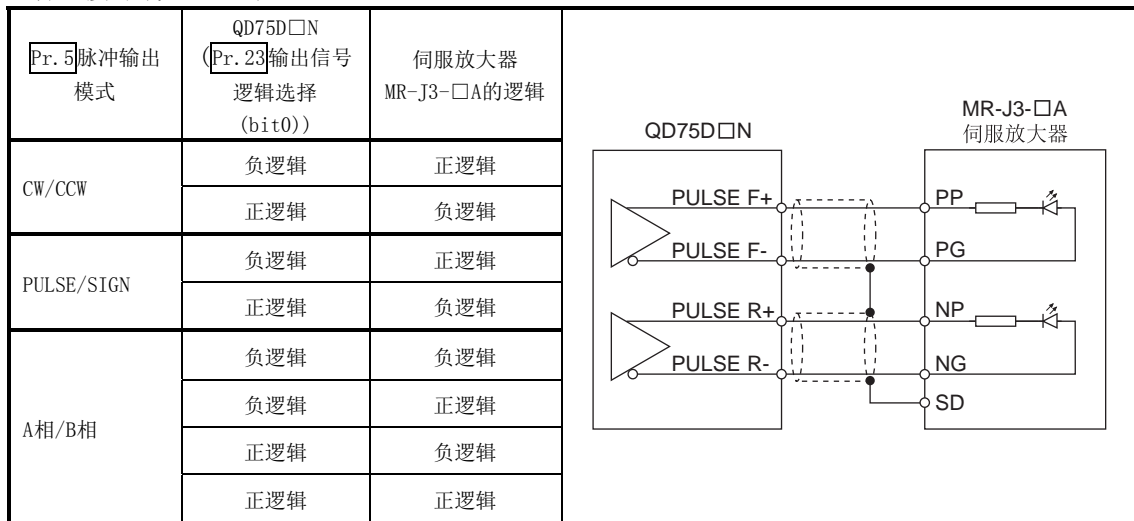 Pr.5脉冲输出
模式
QD75D□N
(Pr.23输出信号
逻辑选择
(bit0))
伺服放大器
MR-J3-□A的逻辑
CW/CCW
负逻辑
正逻辑
正逻辑
负逻辑
PULSE/SIGN
负逻辑
正逻辑
正逻辑
负逻辑
A相/B相
负逻辑
负逻辑
负逻辑
正逻辑
正逻辑
负逻辑
正逻辑
正逻辑
QD75D□N
MR-J3-□A
伺服放大器
PULSE F+
PP
PULSE F-
PG
PULSE R+
NP
PULSE R-
NG
SD